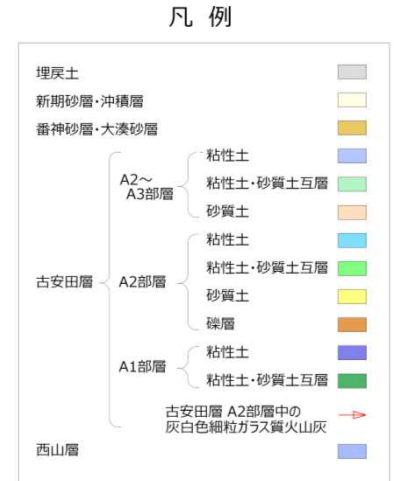 凡 例
埋戻土
新期砂層・沖積層
番神砂層・大湊砂層
古安田層
A2～
A3部層
粘性土
粘性土・砂質土互層
砂質土
A2部層
粘性土
粘性土・砂質土互層
砂質土
礫層
A1部層
粘性土
粘性土・砂質土互層
古安田層 A2部層中の
灰白色細粒ガラス質火山灰
西山層